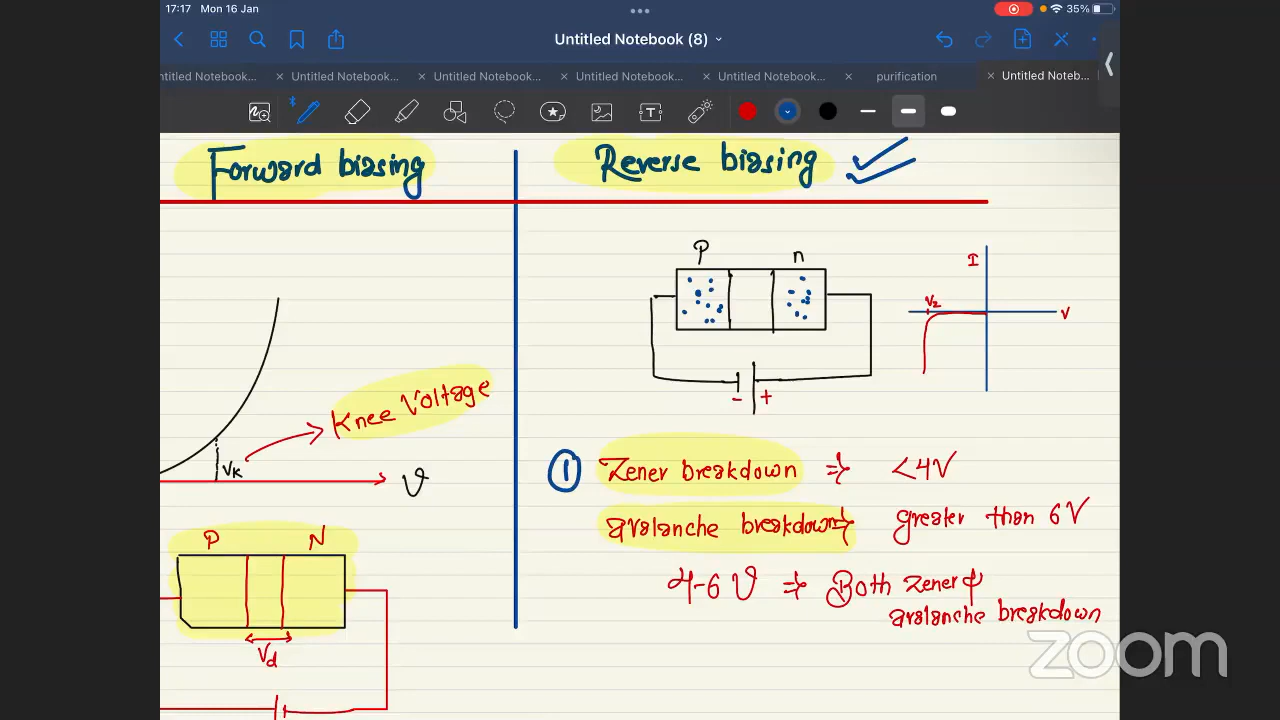 17:17 Mon 16 Jan
35%
Untitled Notebook (8)
ntitled Notebook...
Untitled Notebook...
Untitled Notebook...
Untitled Notebook...
Untitled Notebook...
purification
Untitled Noteb...
Forward biasing
Reverse biasing
P
n
I
Vz
V
- +
Knee Voltage
VK
V
① Zener breakdown ⇒ <4V
avalanche breakdown ⇒ greater than 6V
4-6 V ⇒ Both zener &
avalanche breakdown
P
N
Vd
zoom